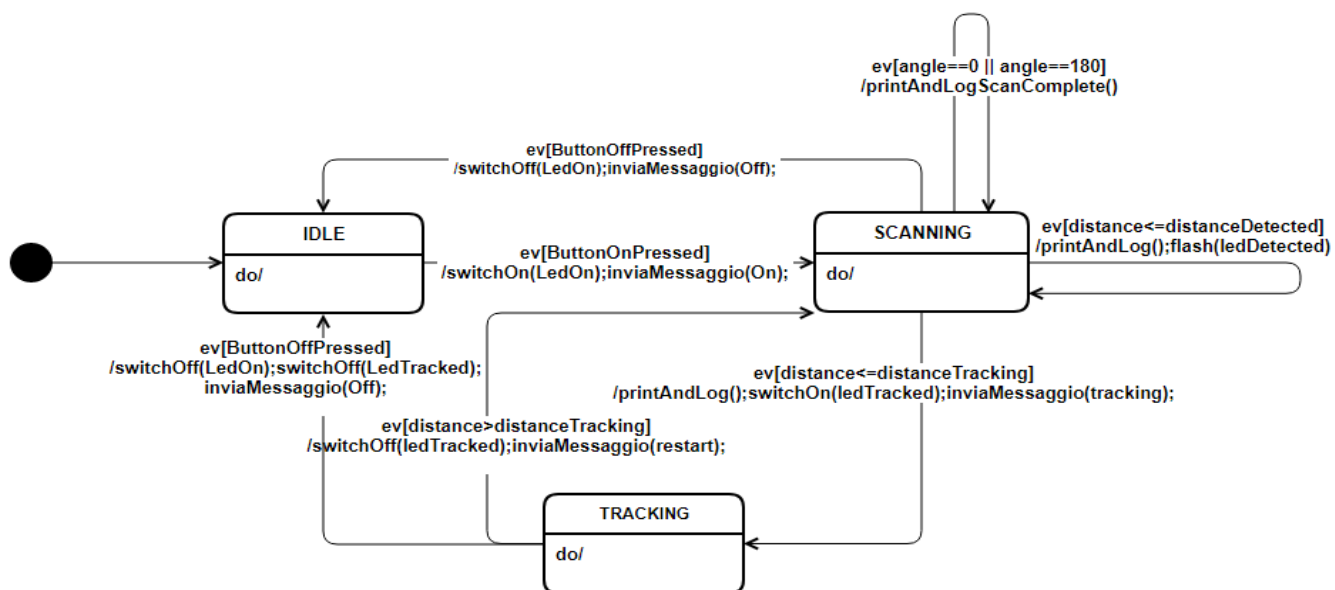 ev[angle==0 || angle==180]
/printAndLogScanComplete()
ev[ButtonOffPressed]
/switchOff(LedOn);inviaMessaggio(Off);
IDLE
do/
ev[ButtonOnPressed]
/switchOn(LedOn);inviaMessaggio(On);
SCANNING
do/
ev[distance<=distanceDetected]
/printAndLog();flash(ledDetected)
ev[ButtonOffPressed]
/switchOff(LedOn);switchOff(LedTracked);
inviaMessaggio(Off);
ev[distance<=distanceTracking]
/printAndLog();switchOn(ledTracked);inviaMessaggio(tracking);
ev[distance>distanceTracking]
/switchOff(ledTracked);inviaMessaggio(restart);
TRACKING
do/